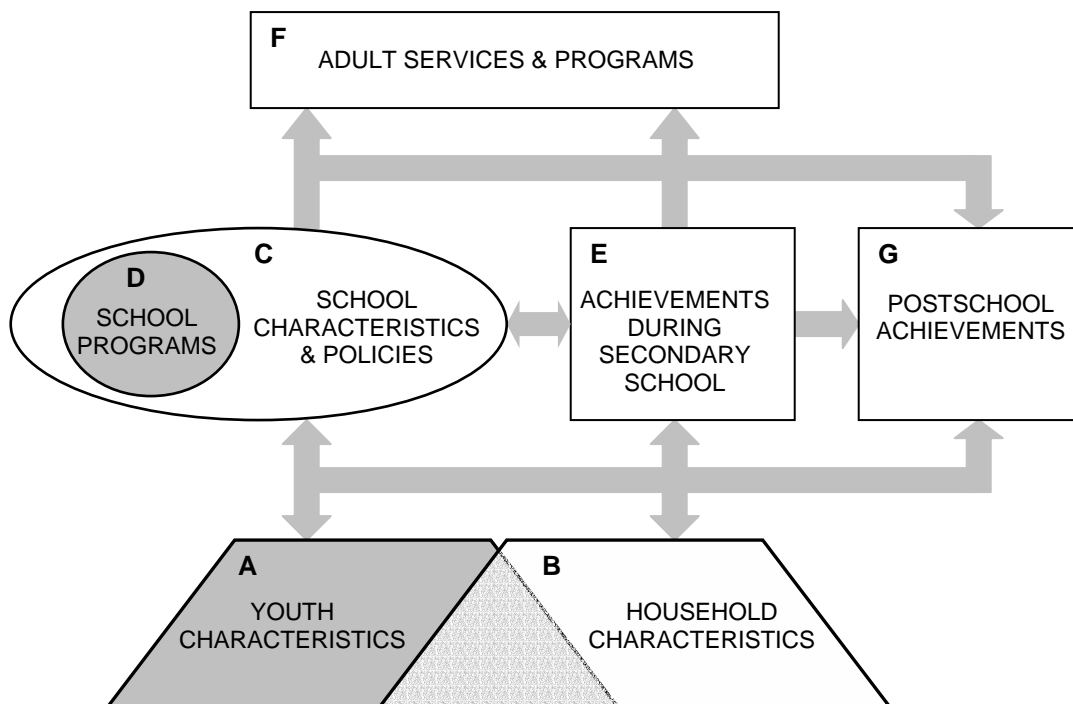 F
ADULT SERVICES & PROGRAMS
D
SCHOOL
PROGRAMS
C
SCHOOL
CHARACTERISTICS
& POLICIES
E
ACHIEVEMENTS
DURING
SECONDARY
SCHOOL
G
POSTSCHOOL
ACHIEVEMENTS
A
YOUTH
CHARACTERISTICS
B
HOUSEHOLD
CHARACTERISTICS